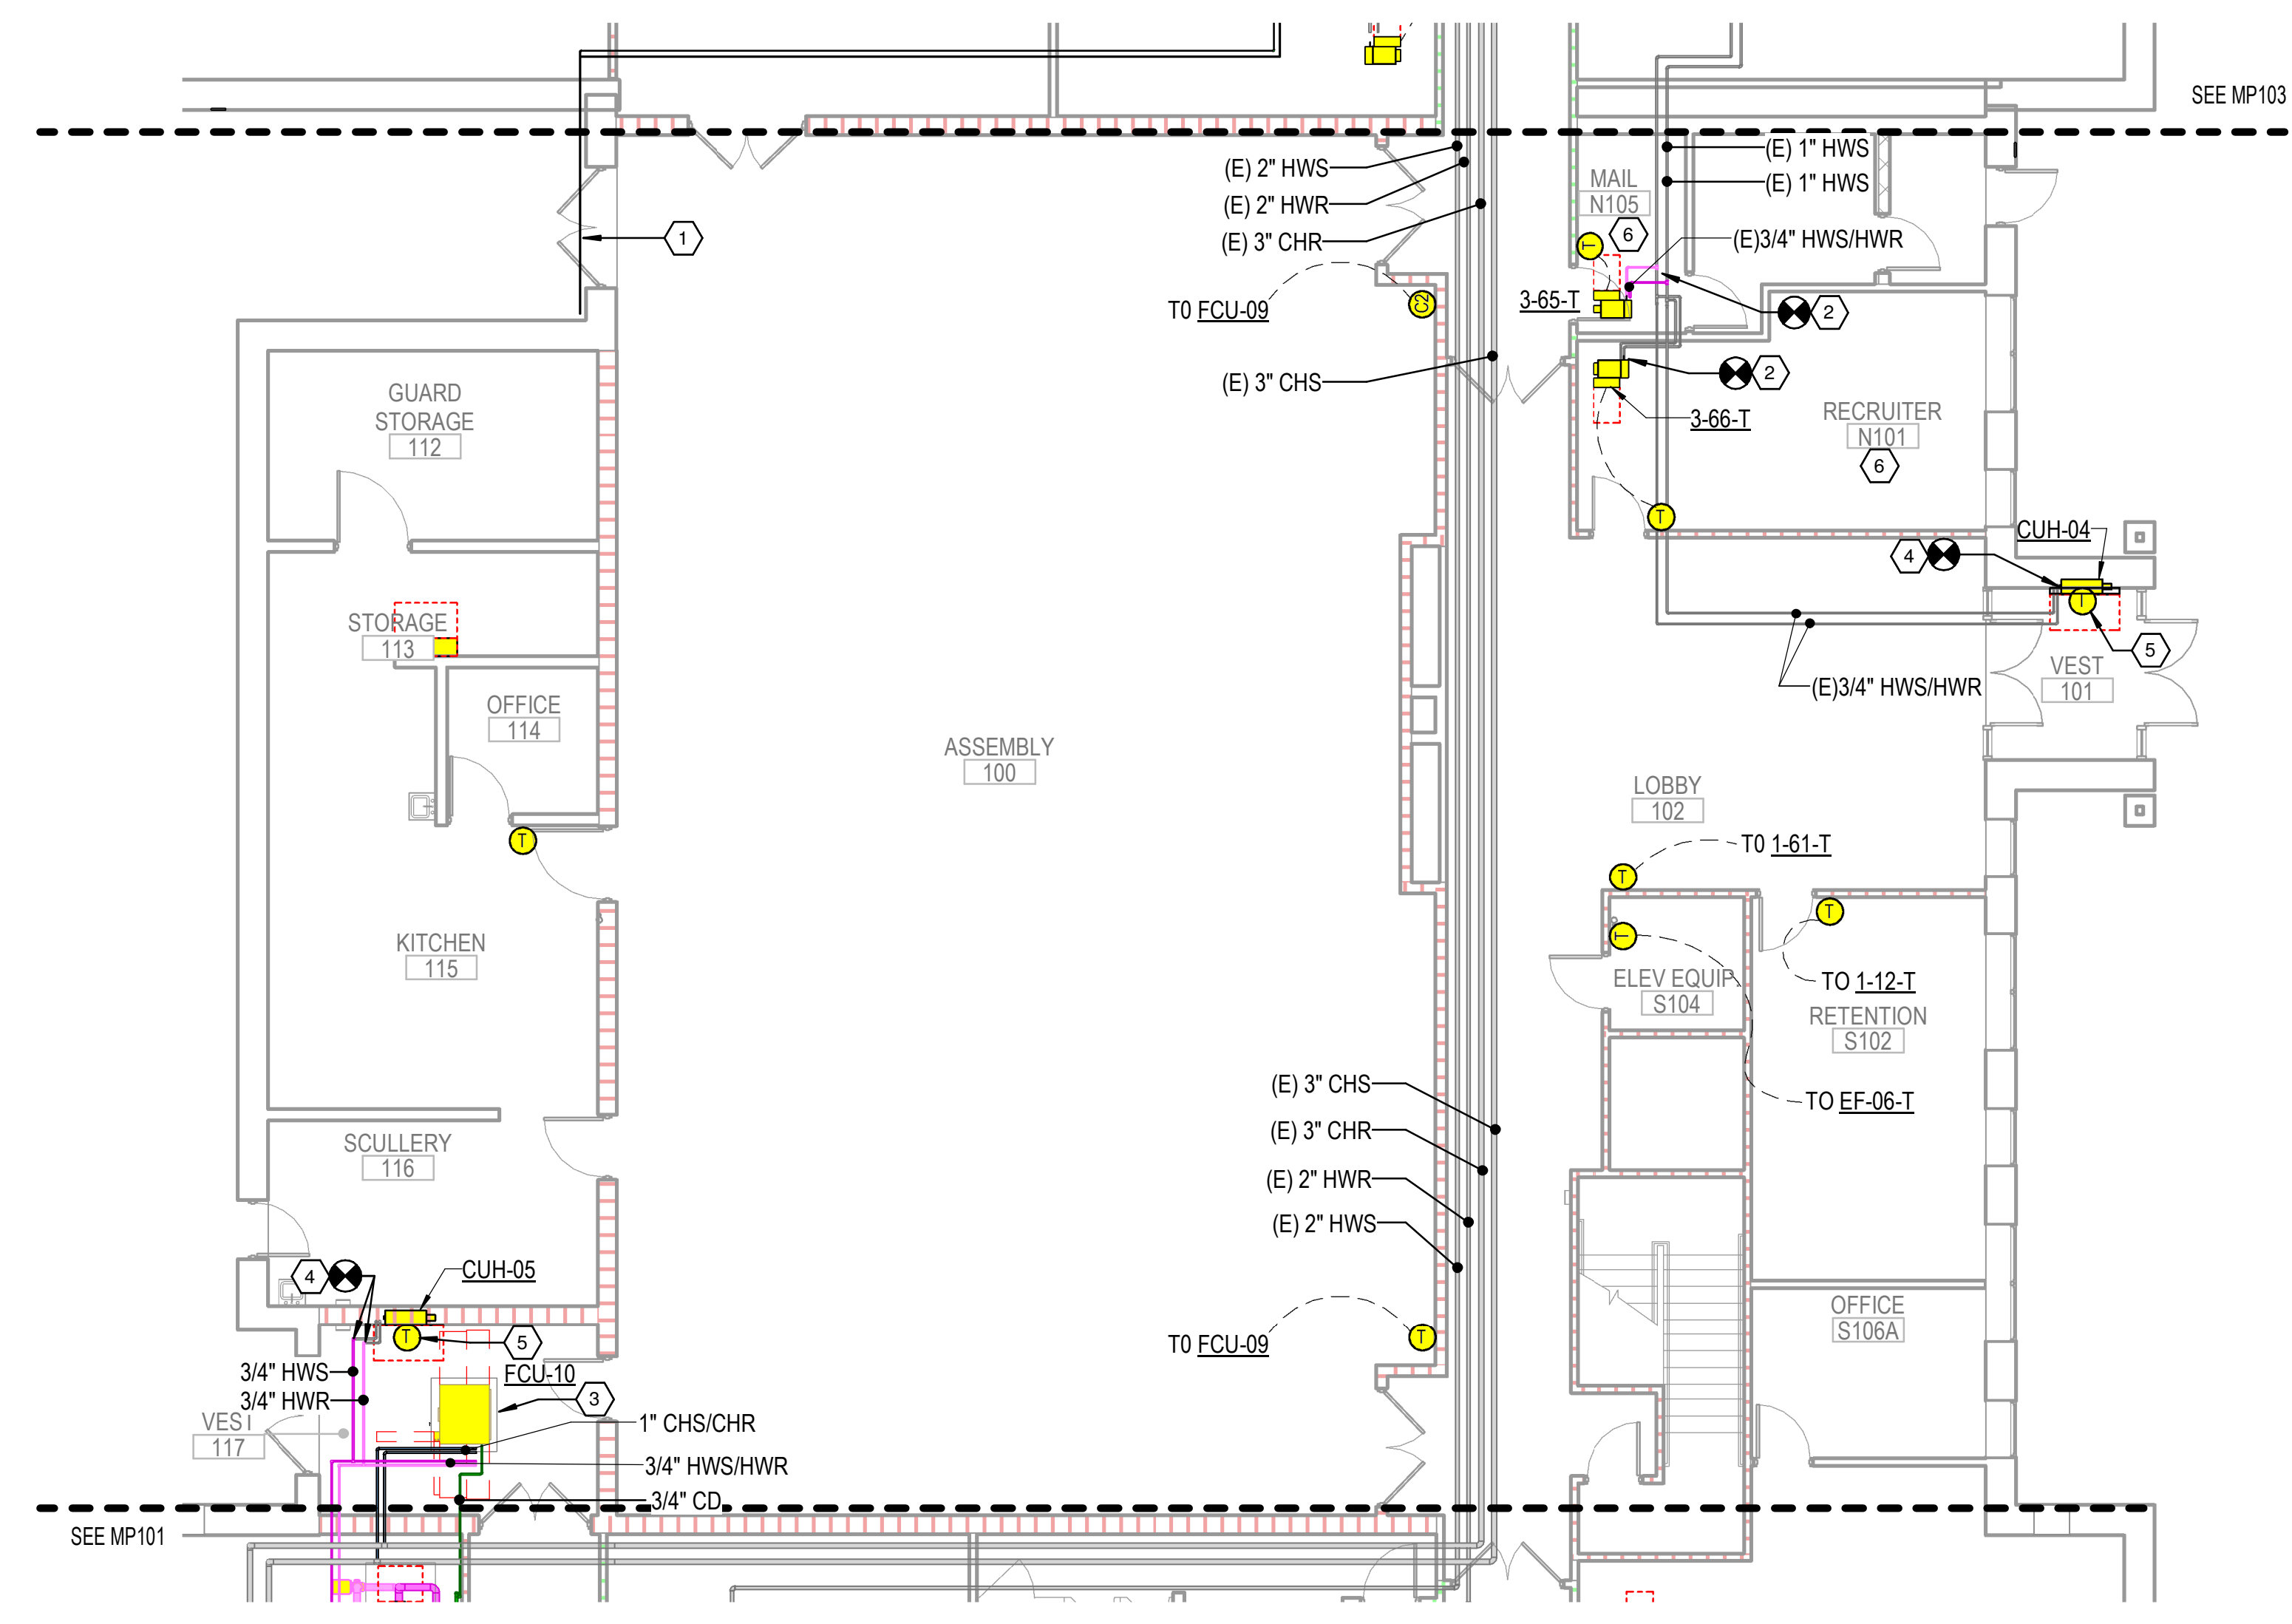 SEE MP103
(E) 2" HWS
(E) 2" HWR
(E) 3" CHR
T0 FCU-09
C2
(E) 3" CHS
1
MAIL
N105
6
T
(E) 1" HWS
(E) 1" HWS
(E)3/4" HWS/HWR
3-65-T
2
2
3-66-T
RECRUITER
N101
6
T
GUARD
STORAGE
112
STORAGE
113
OFFICE
114
T
ASSEMBLY
100
CUH-04
4
T
5
VEST
101
(E)3/4" HWS/HWR
LOBBY
102
T0 1-61-T
T
T
T
ELEV EQUIP
S104
TO 1-12-T
RETENTION
S102
TO EF-06-T
KITCHEN
115
SCULLERY
116
(E) 3" CHS
(E) 3" CHR
(E) 2" HWR
(E) 2" HWS
T0 FCU-09
T
OFFICE
S106A
4
CUH-05
T
5
3/4" HWS
3/4" HWR
FCU-10
3
VEST
117
1" CHS/CHR
3/4" HWS/HWR
3/4" CD
SEE MP101